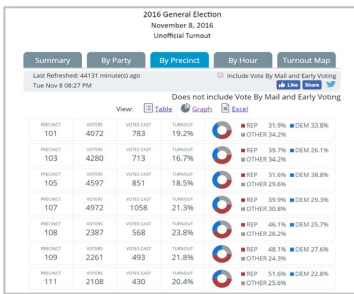 2016 General Election
November 8, 2016
Unofficial Turnout
Summary By Party By Precinct By Hour Turnout Map
Last Refreshed: 44131 minute(s) ago Include Vote By Mail and Early Voting
Tue Nov 8 08:27 PM Like Share
Does not include Vote By Mail and Early Voting
View: Table Graph Excel
PRECINCT VOTERS VOTES CAST TURNOUT REP 31.9% DEM 33.8%
101 4072 783 19.2% OTHER 34.2%
PRECINCT VOTERS VOTES CAST TURNOUT REP 39.7% DEM 26.1%
103 4280 713 16.7% OTHER 34.2%
PRECINCT VOTERS VOTES CAST TURNOUT REP 31.6% DEM 38.8%
105 4597 851 18.5% OTHER 29.6%
PRECINCT VOTERS VOTES CAST TURNOUT REP 39.9% DEM 29.3%
107 4972 1058 21.3% OTHER 30.8%
PRECINCT VOTERS VOTES CAST TURNOUT REP 46.1% DEM 25.7%
108 2387 568 23.8% OTHER 28.2%
PRECINCT VOTERS VOTES CAST TURNOUT REP 48.1% DEM 27.6%
109 2261 493 21.8% OTHER 24.3%
PRECINCT VOTERS VOTES CAST TURNOUT REP 51.6% DEM 22.8%
111 2108 430 20.4% OTHER 25.6%